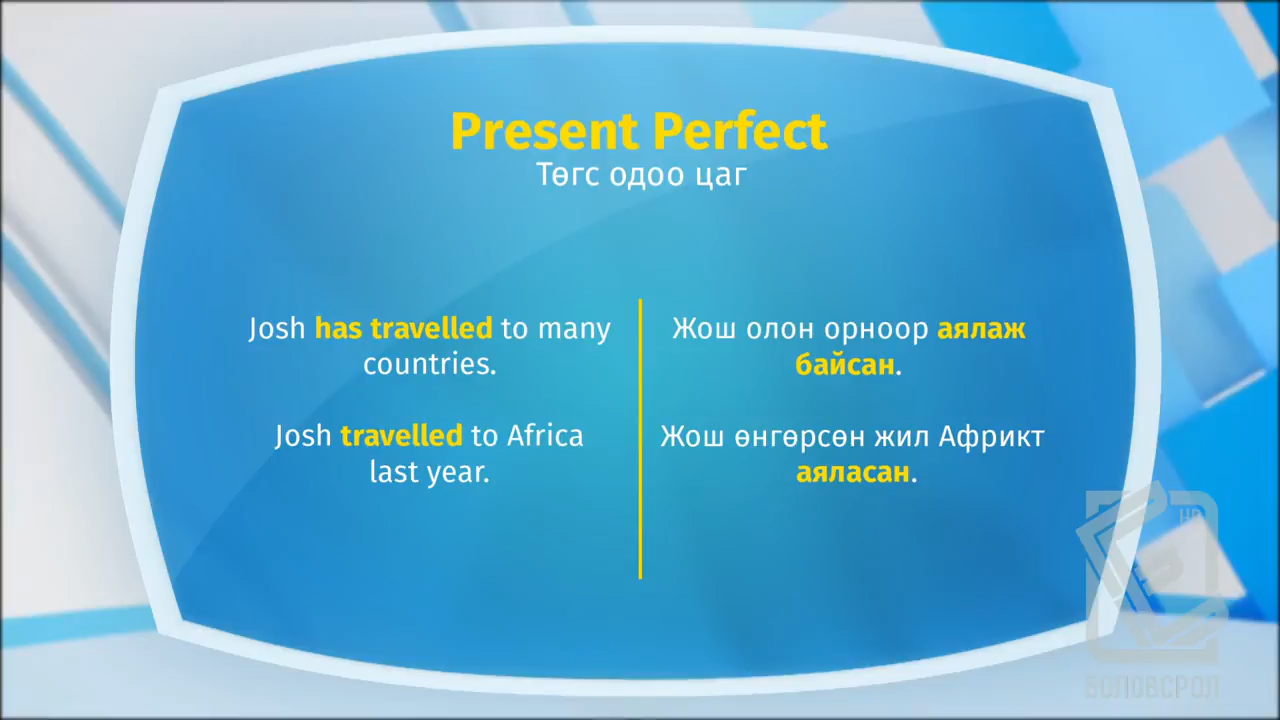 Present Perfect
Төгс одоо цаг
Josh has travelled to many
countries.
Josh travelled to Africa
last year.
Жош олон орноор аялаж
байсан.
Жош өнгөрсөн жил Африкт
аяласан.
HD
БОЛОВСРОЛ